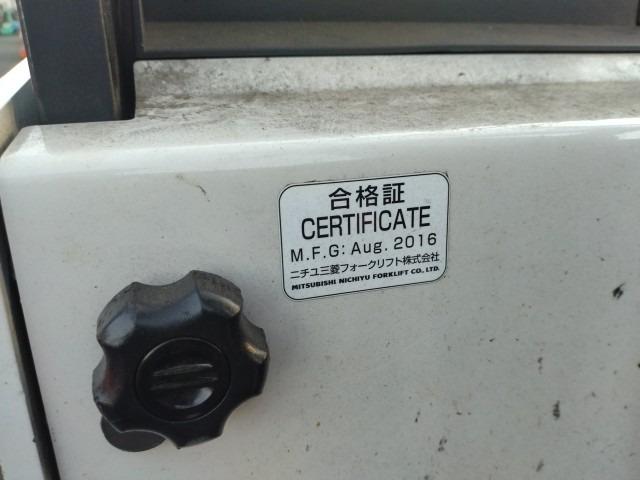 合格証
CERTIFICATE
M.F.G: Aug. 2016
ニチユ三菱フォークリフト株式会社
MITSUBISHI NICHIYU FORKLIFT CO., LTD.